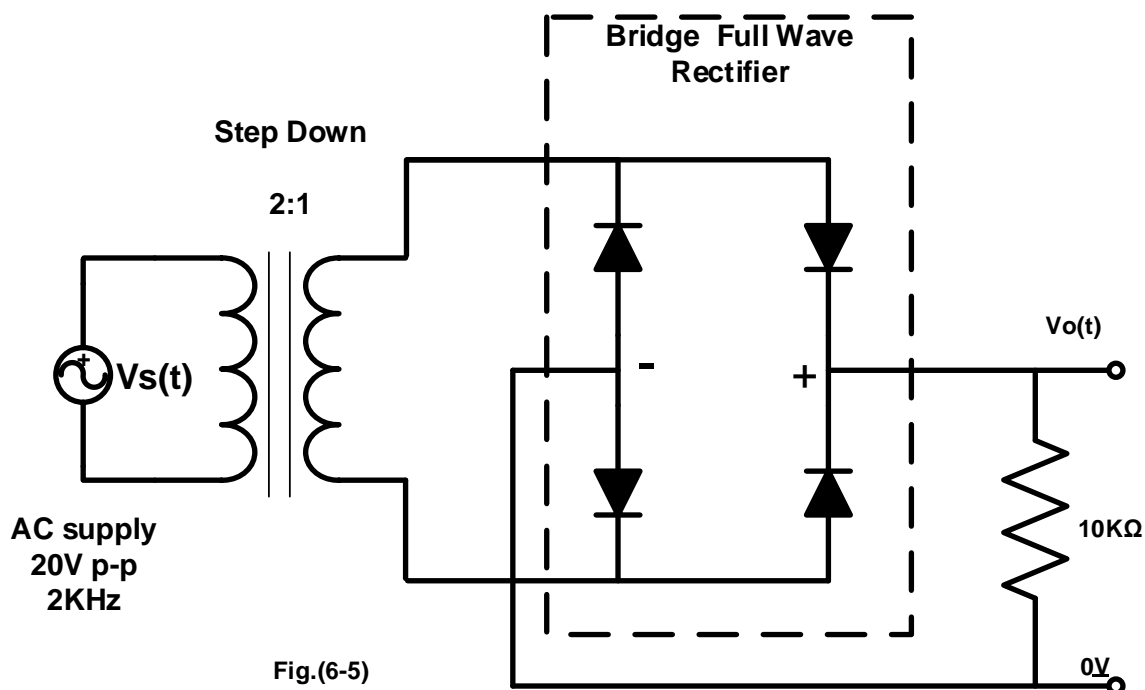 Bridge Full Wave
Rectifier
Step Down
2:1
+
Vs(t)
-
+
Vo(t)
AC supply
20V p-p
2KHz
10KΩ
Fig.(6-5)
0V